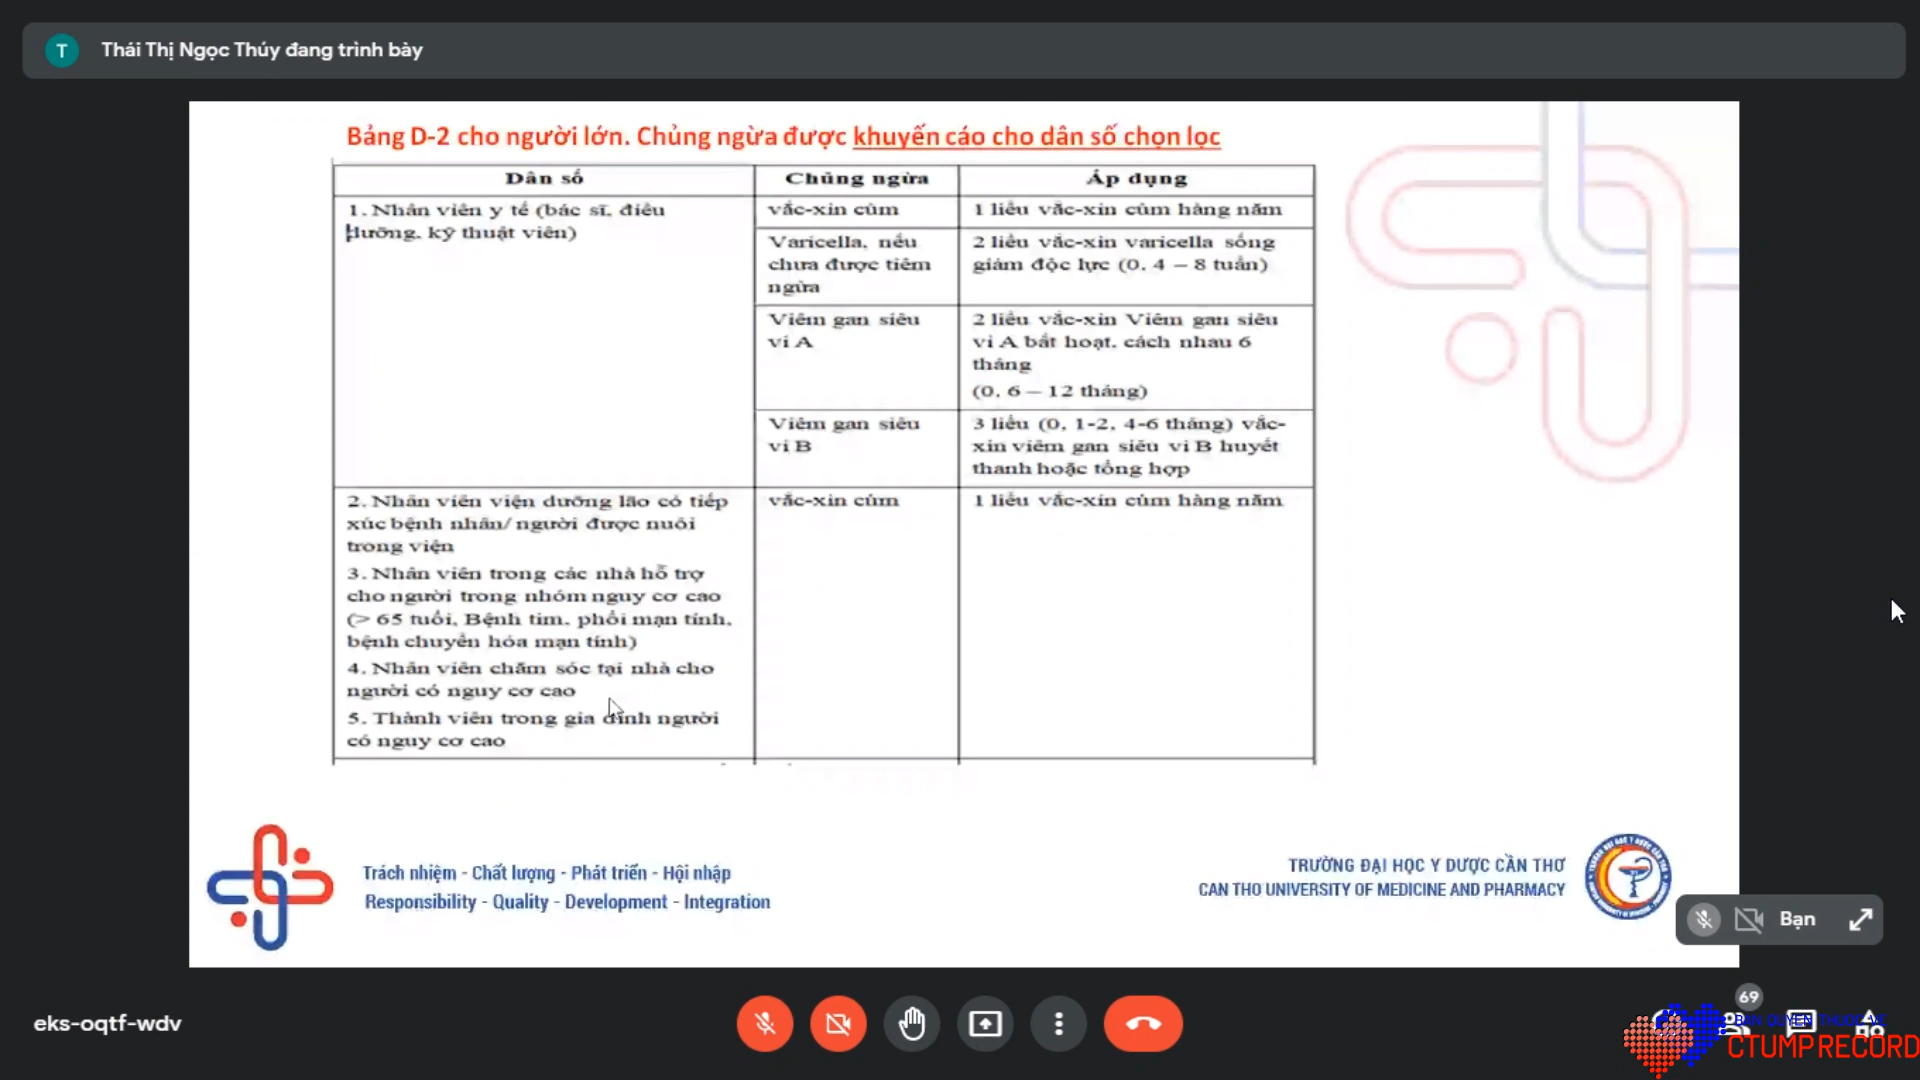 T
Thái Thị Ngọc Thúy đang trình bày
Bảng D-2 cho người lớn. Chủng ngừa được khuyến cáo cho dân số chọn lọc
Dân số
Chủng ngừa
Áp dụng
1. Nhân viên y tế (bác sĩ, điều
Hưỡng, kỹ thuật viên)
vắc-xin cúm
1 liều vắc-xin cúm hàng năm
Varicella, nếu
chưa được tiêm
ngừa
2 liều vắc-xin varicella sống
giảm độc lực (0, 4 – 8 tuần)
Viêm gan siêu
vi A
2 liều vắc-xin Viêm gan siêu
vi A bất hoạt, cách nhau 6
tháng
(0, 6 – 12 tháng)
Viêm gan siêu
vi B
3 liều (0, 1-2, 4-6 tháng) vắc-
xin viêm gan siêu vi B huyết
thanh hoặc tổng hợp
2. Nhân viên viện dưỡng lão có tiếp
xúc bệnh nhân/ người được nuôi
trong viện
3. Nhân viên trong các nhà hỗ trợ
cho người trong nhóm nguy cơ cao
(> 65 tuổi, Bệnh tim, phổi mạn tính,
bệnh chuyển hóa mạn tính)
4. Nhân viên chăm sóc tại nhà cho
người có nguy cơ cao
5. Thành viên trong gia đình người
có nguy cơ cao
vắc-xin cúm
1 liều vắc-xin cúm hàng năm
Trách nhiệm - Chất lượng - Phát triển - Hội nhập
Responsibility - Quality - Development - Integration
TRƯỜNG ĐẠI HỌC Y DƯỢC CẦN THƠ
CAN THO UNIVERSITY OF MEDICINE AND PHARMACY
Bạn
eks-oqtf-wdv
69
BẢN QUYỀN THUỘC VỀ
CTUMP RECORD